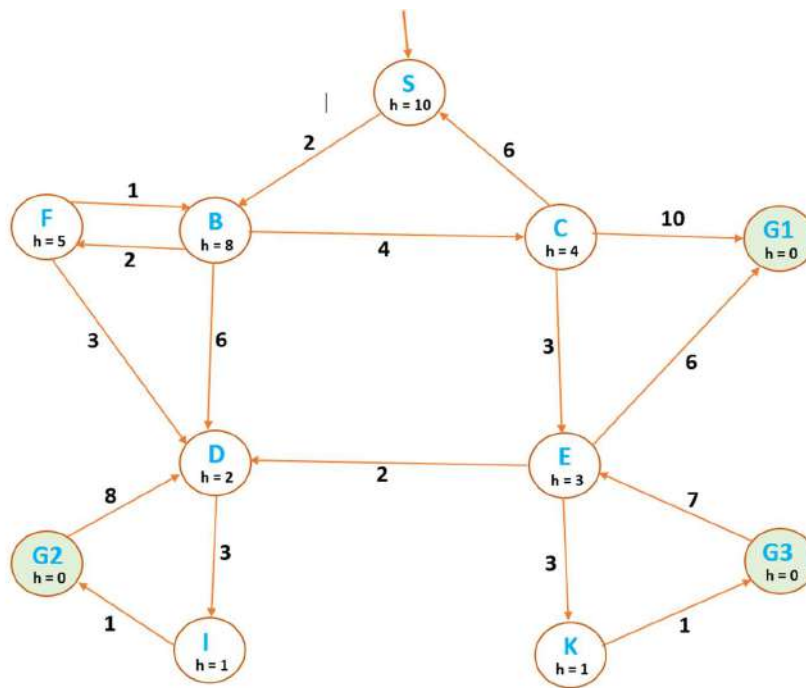 S
h = 10
2
6
1
F
h = 5
B
h = 8
C
h = 4
10
G1
h = 0
2
4
3
6
3
6
D
h = 2
E
h = 3
2
8
7
G2
h = 0
3
3
G3
h = 0
1
I
h = 1
K
h = 1
1